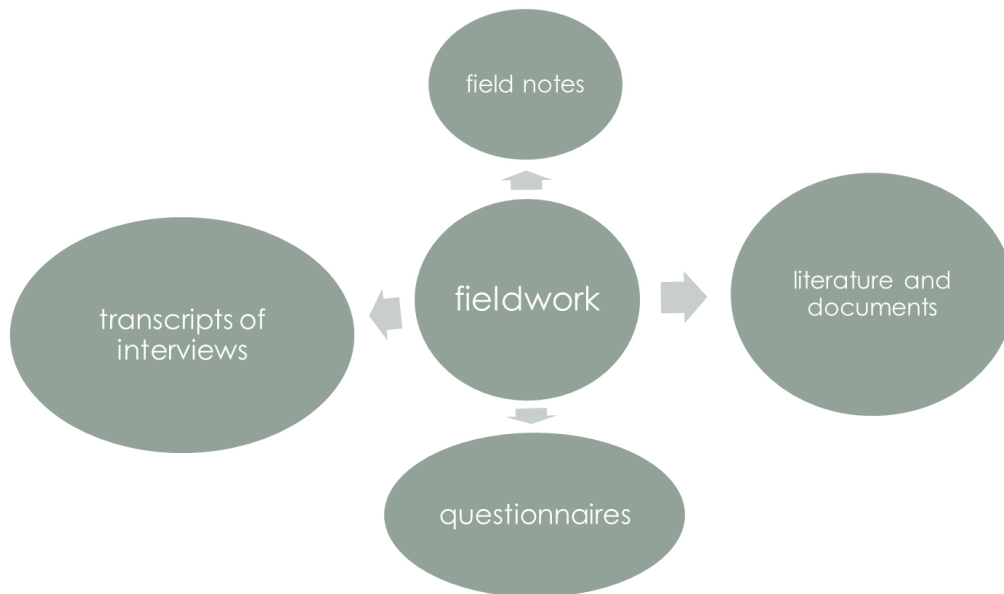 field notes
fieldwork
literature and
documents
transcripts of
interviews
questionnaires